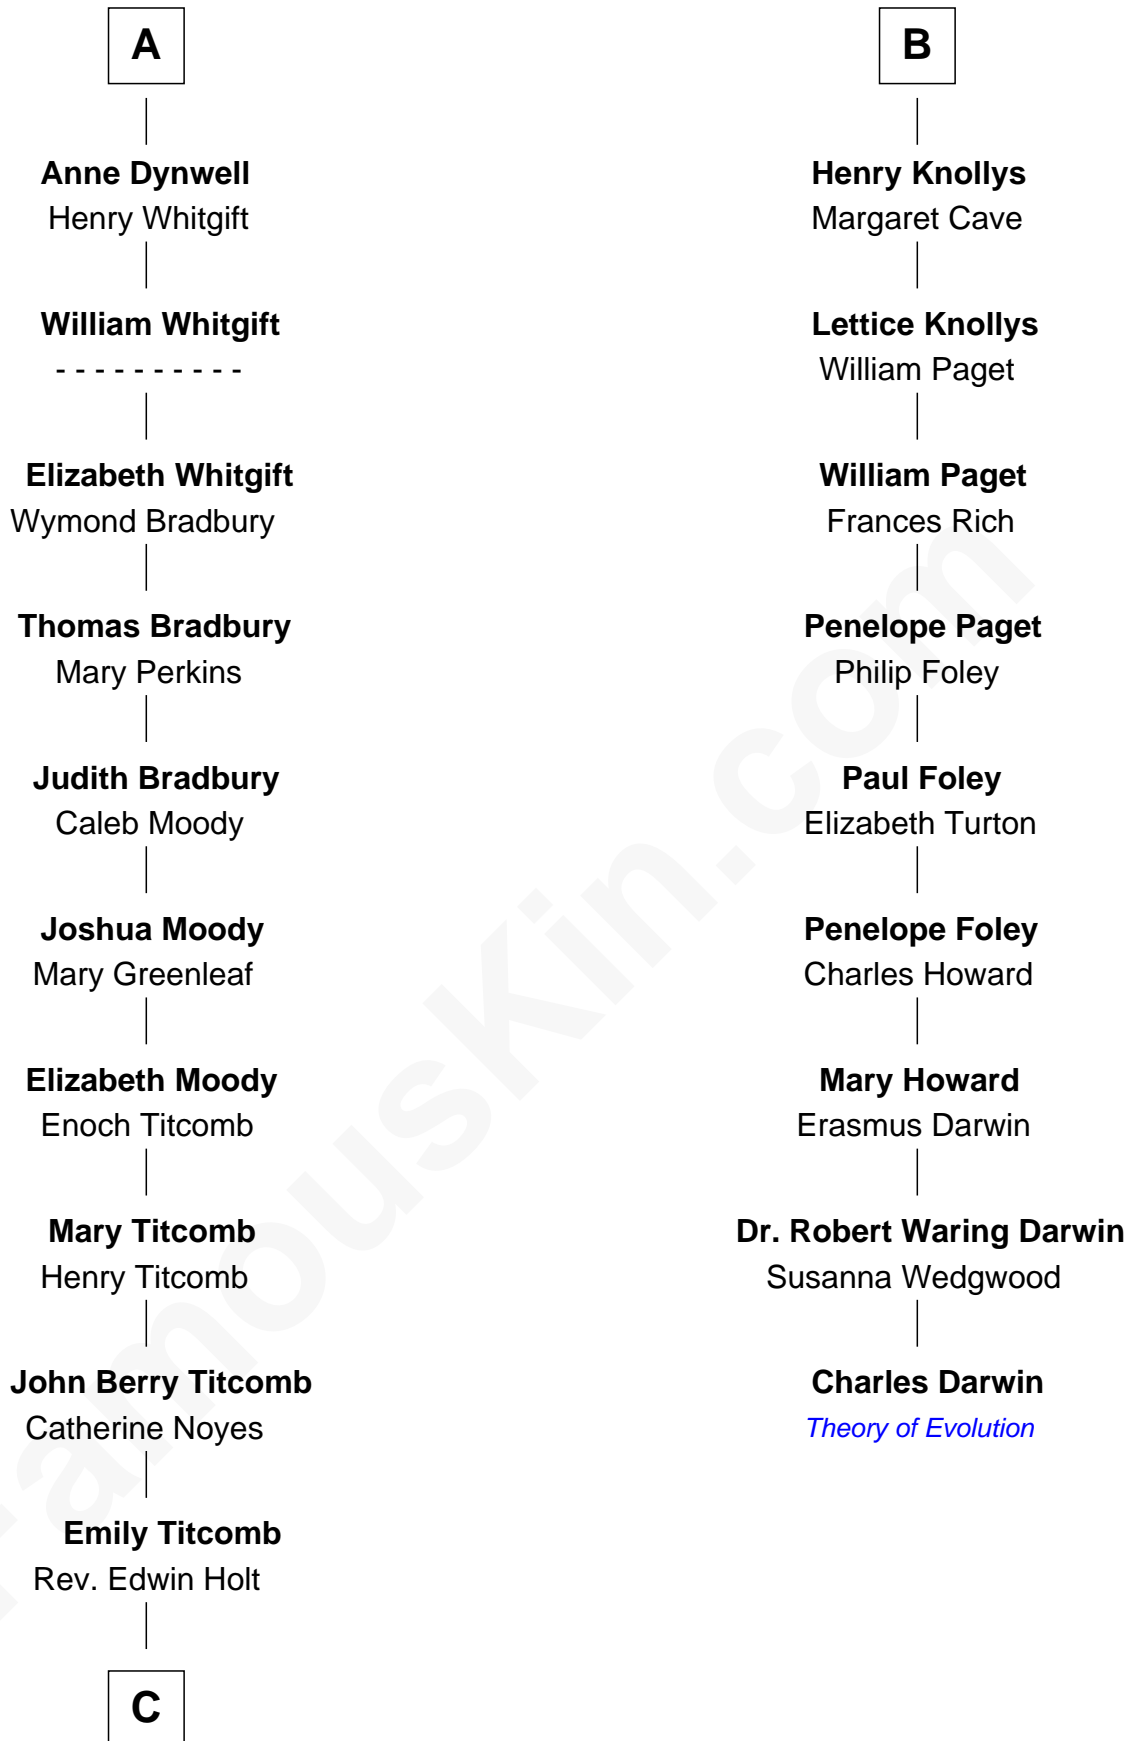 A
Anne Dynwell
Henry Whitgift
William Whitgift
- - - - - - - - - -
Elizabeth Whitgift
Wymond Bradbury
Thomas Bradbury
Mary Perkins
Judith Bradbury
Caleb Moody
Joshua Moody
Mary Greenleaf
Elizabeth Moody
Enoch Titcomb
Mary Titcomb
Henry Titcomb
John Berry Titcomb
Catherine Noyes
Emily Titcomb
Rev. Edwin Holt
C
B
Henry Knollys
Margaret Cave
Lettice Knollys
William Paget
William Paget
Frances Rich
Penelope Paget
Philip Foley
Paul Foley
Elizabeth Turton
Penelope Foley
Charles Howard
Mary Howard
Erasmus Darwin
Dr. Robert Waring Darwin
Susanna Wedgwood
Charles Darwin
Theory of Evolution
FamousKin.com